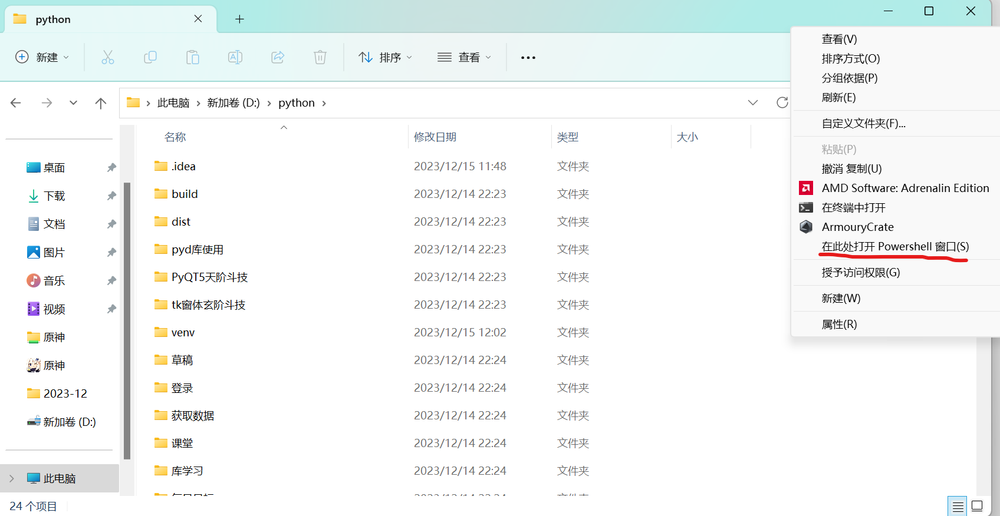 python
新建
排序
查看
此电脑 › 新加卷 (D:) › python ›
名称 修改日期 类型 大小
桌面
下载
文档
图片
音乐
视频
原神
原神
2023-12
新加卷 (D:)
此电脑
.idea 2023/12/15 11:48 文件夹
build 2023/12/14 22:23 文件夹
dist 2023/12/14 22:23 文件夹
pyd库使用 2023/12/14 22:23 文件夹
PyQT5天阶斗技 2023/12/14 22:23 文件夹
tk窗体玄阶斗技 2023/12/14 22:23 文件夹
venv 2023/12/15 12:02 文件夹
草稿 2023/12/14 22:24 文件夹
登录 2023/12/14 22:24 文件夹
获取数据 2023/12/14 22:24 文件夹
课堂 2023/12/14 22:24 文件夹
库学习 2023/12/14 22:24 文件夹
24 个项目
查看(V)
排序方式(O)
分组依据(P)
刷新(E)
自定义文件夹(F)...
粘贴(P)
撤消 复制(U)
AMD Software: Adrenalin Edition
在终端中打开
ArmouryCrate
在此处打开 Powershell 窗口(S)
授予访问权限(G)
新建(W)
属性(R)